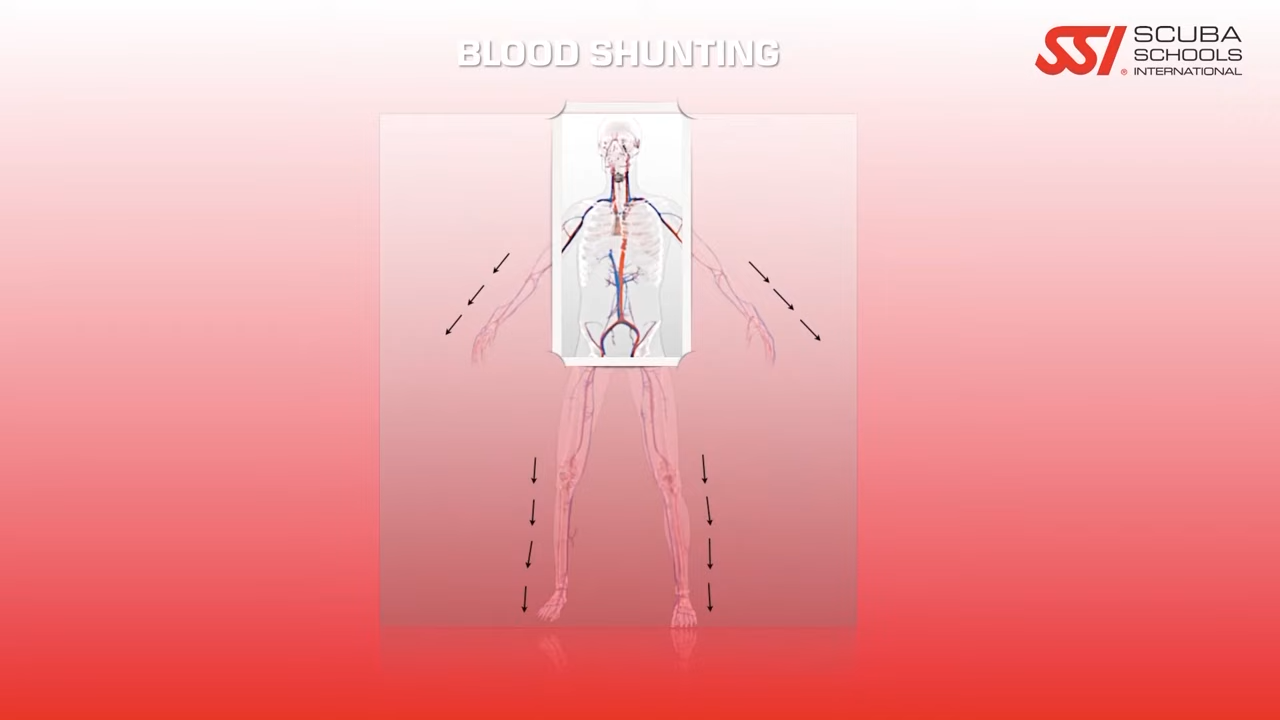 BLOOD SHUNTING
SSI
®
SCUBA
SCHOOLS
INTERNATIONAL